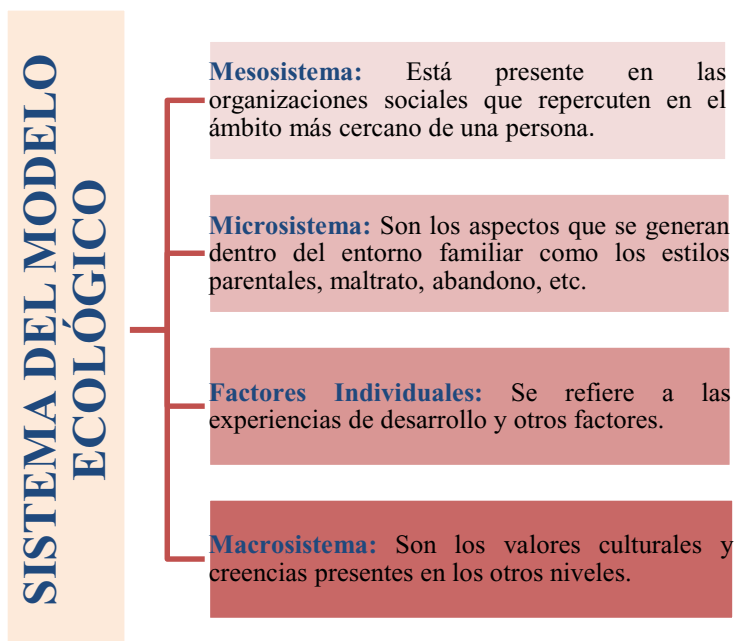 SISTEMA DEL MODELO
ECOLÓGICO
Mesosistema: Está presente en las
organizaciones sociales que repercuten en el
ámbito más cercano de una persona.
Microsistema: Son los aspectos que se generan
dentro del entorno familiar como los estilos
parentales, maltrato, abandono, etc.
Factores Individuales: Se refiere a las
experiencias de desarrollo y otros factores.
Macrosistema: Son los valores culturales y
creencias presentes en los otros niveles.